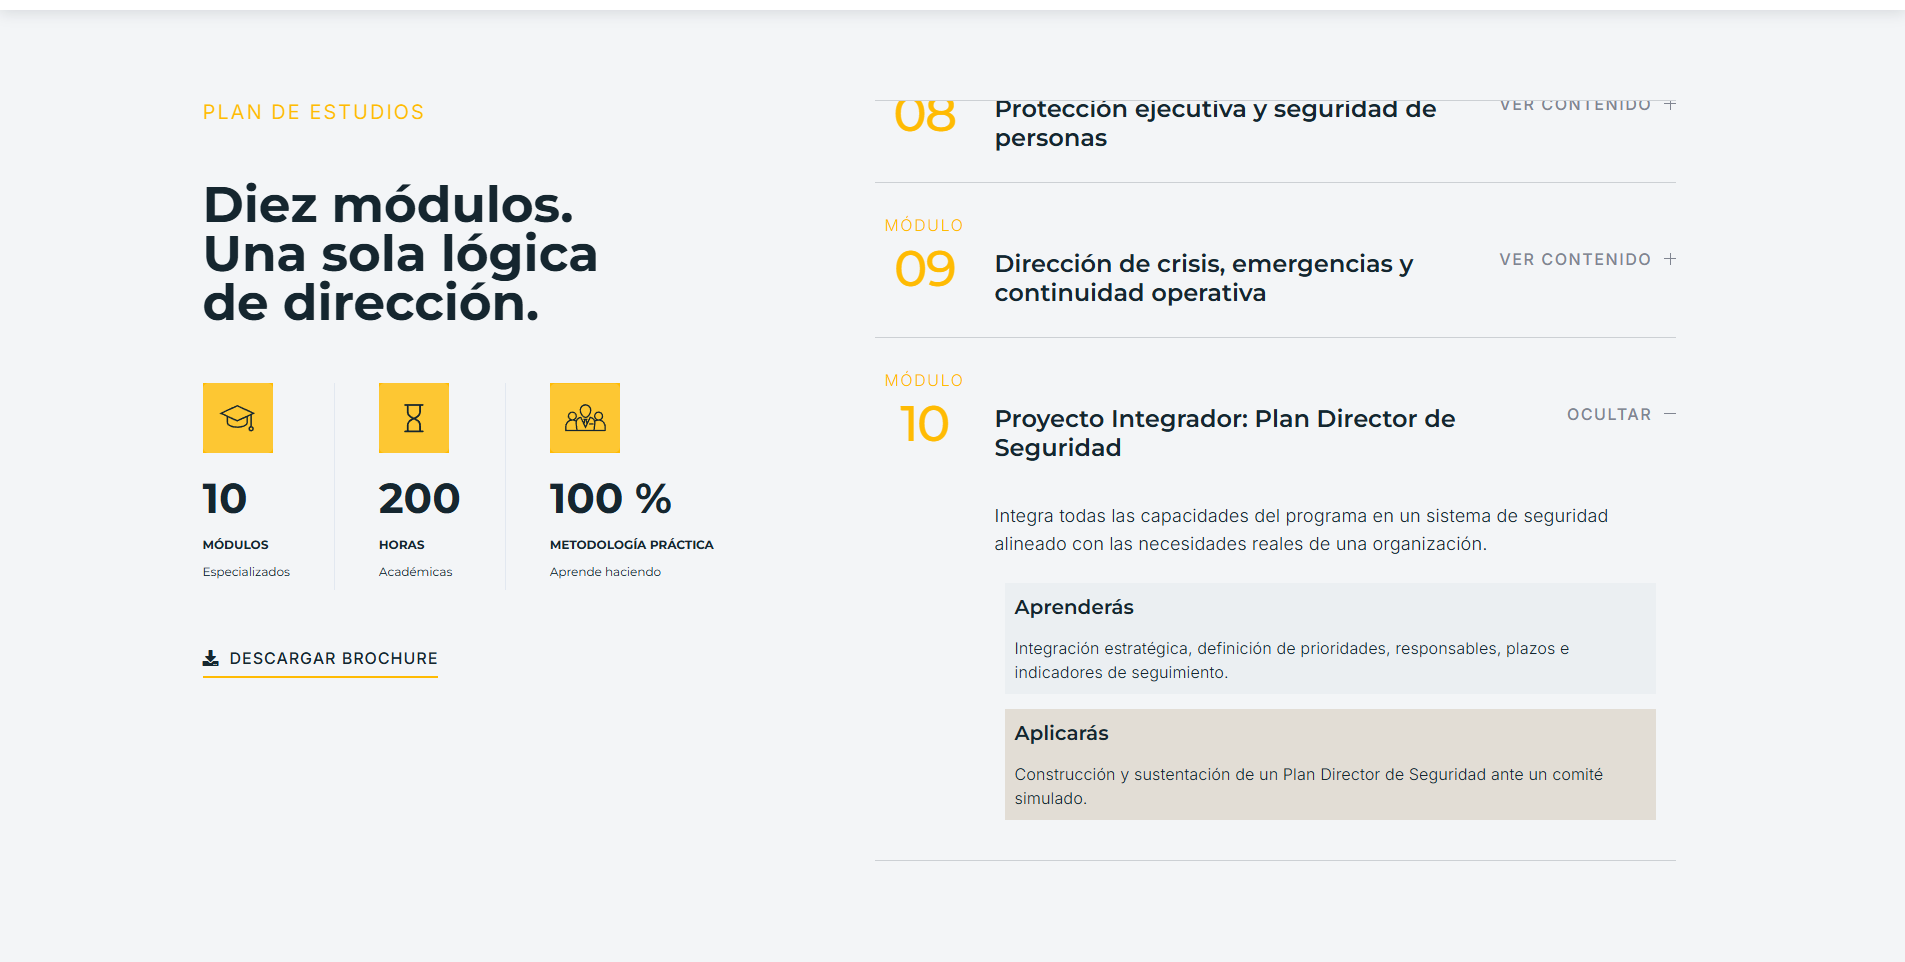 PLAN DE ESTUDIOS
Diez módulos.
Una sola lógica
de dirección.
10
MÓDULOS
Especializados
200
HORAS
Académicas
100 %
METODOLOGÍA PRÁCTICA
Aprende haciendo
DESCARGAR BROCHURE
08
Protección ejecutiva y seguridad de
personas
VER CONTENIDO
MÓDULO
09
Dirección de crisis, emergencias y
continuidad operativa
VER CONTENIDO
MÓDULO
10
Proyecto Integrador: Plan Director de
Seguridad
OCULTAR
Integra todas las capacidades del programa en un sistema de seguridad
alineado con las necesidades reales de una organización.
Aprenderás
Integración estratégica, definición de prioridades, responsables, plazos e
indicadores de seguimiento.
Aplicarás
Construcción y sustentación de un Plan Director de Seguridad ante un comité
simulado.